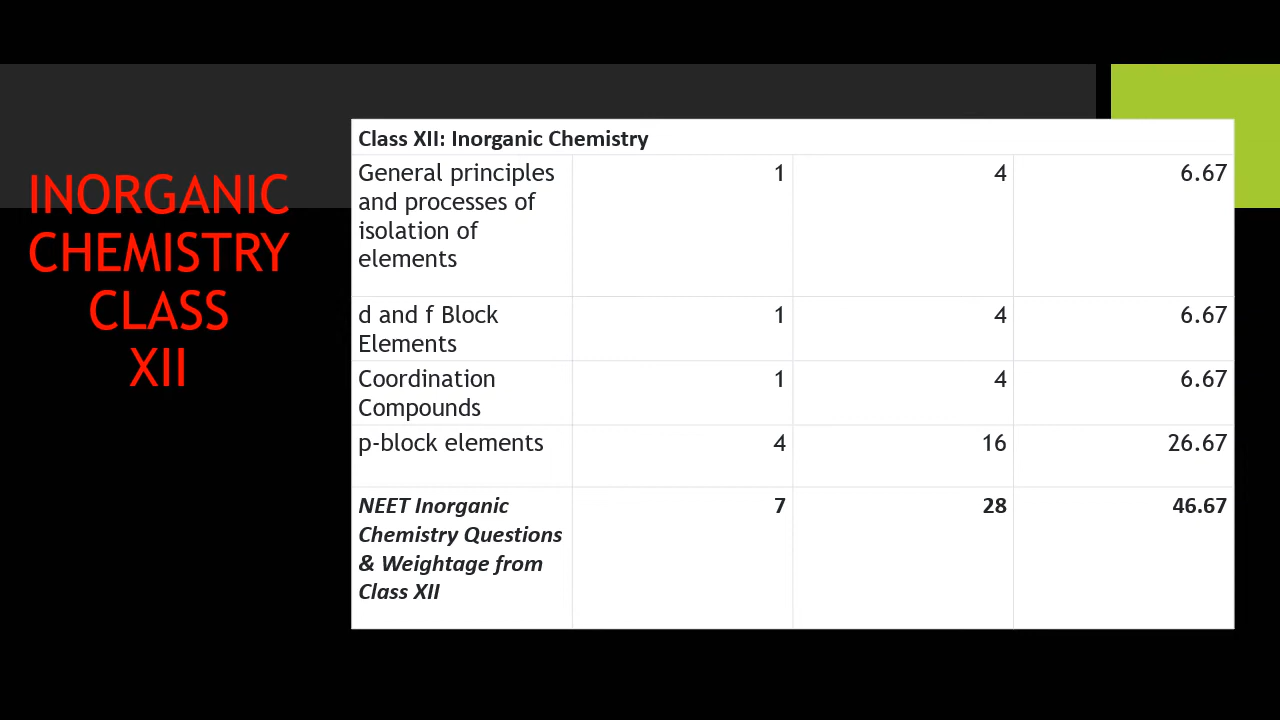 INORGANIC
CHEMISTRY
CLASS
XII
Class XII: Inorganic Chemistry
General principles 1 4 6.67
and processes of
isolation of
elements
d and f Block 1 4 6.67
Elements
Coordination 1 4 6.67
Compounds
p-block elements 4 16 26.67
NEET Inorganic 7 28 46.67
Chemistry Questions
& Weightage from
Class XII